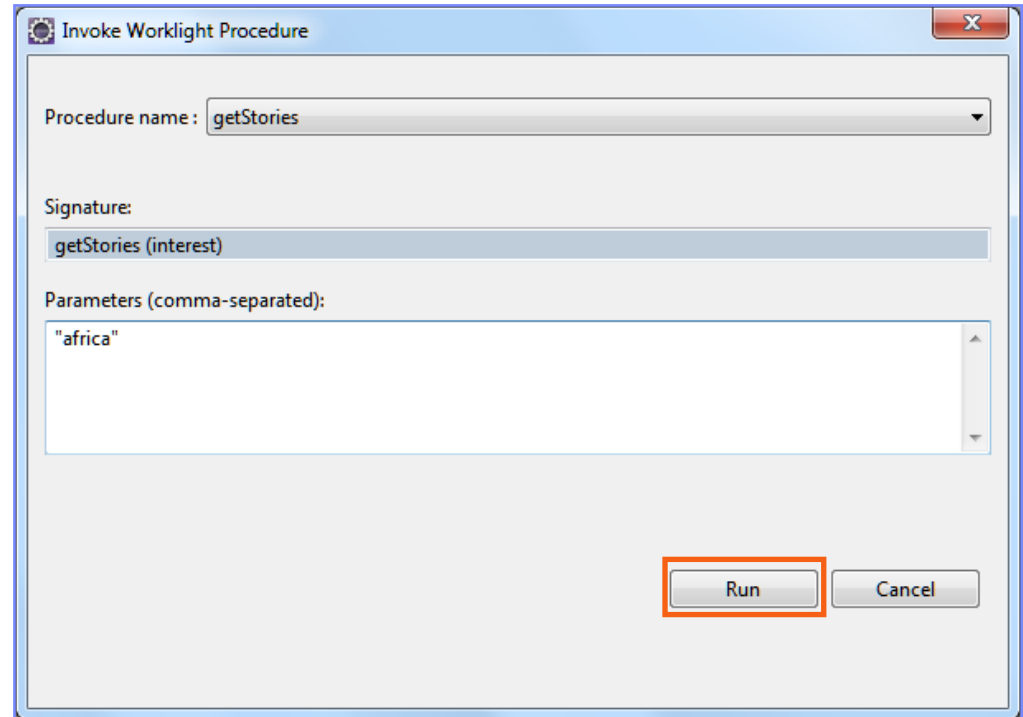 Invoke Worklight Procedure
Procedure name : getStories
Signature:
getStories (interest)
Parameters (comma-separated):
"africa"
Run Cancel